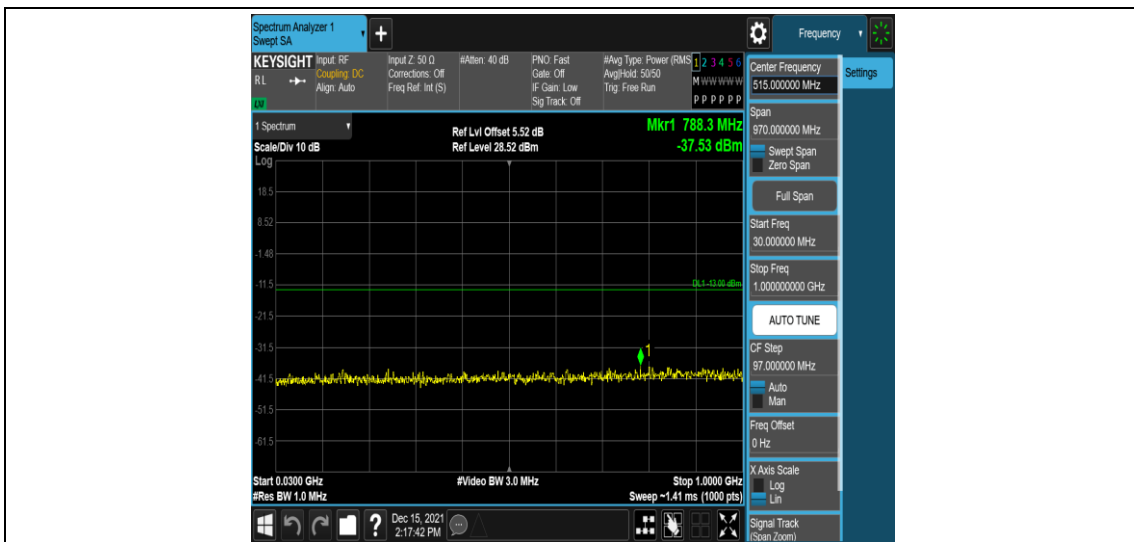 Spectrum Analyzer 1
Swept SA
+
Frequency
KEYSIGHT
RL
LXI
Input: RF
Coupling: DC
Align: Auto
Input Z: 50 Ω
Corrections: Off
Freq Ref: Int (S)
#Atten: 40 dB
PNO: Fast
Gate: Off
IF Gain: Low
Sig Track: Off
#Avg Type: Power (RMS
Avg|Hold: 50/50
Trig: Free Run
1 2 3 4 5 6
M W W W W W
P P P P P P
1 Spectrum
Scale/Div 10 dB
Ref Lvl Offset 5.52 dB
Ref Level 28.52 dBm
Mkr1 788.3 MHz
-37.53 dBm
Log
18.5
8.52
-1.48
-11.5
DL1 -13.00 dBm
-21.5
-31.5
1
-41.5
-51.5
-61.5
Start 0.0300 GHz
#Res BW 1.0 MHz
#Video BW 3.0 MHz
Stop 1.0000 GHz
Sweep ~1.41 ms (1000 pts)
?
Dec 15, 2021
2:17:42 PM
Center Frequency
515.000000 MHz
Settings
Span
970.000000 MHz
Swept Span
Zero Span
Full Span
Start Freq
30.000000 MHz
Stop Freq
1.000000000 GHz
AUTO TUNE
CF Step
97.000000 MHz
Auto
Man
Freq Offset
0 Hz
X Axis Scale
Log
Lin
Signal Track
(Span Zoom)